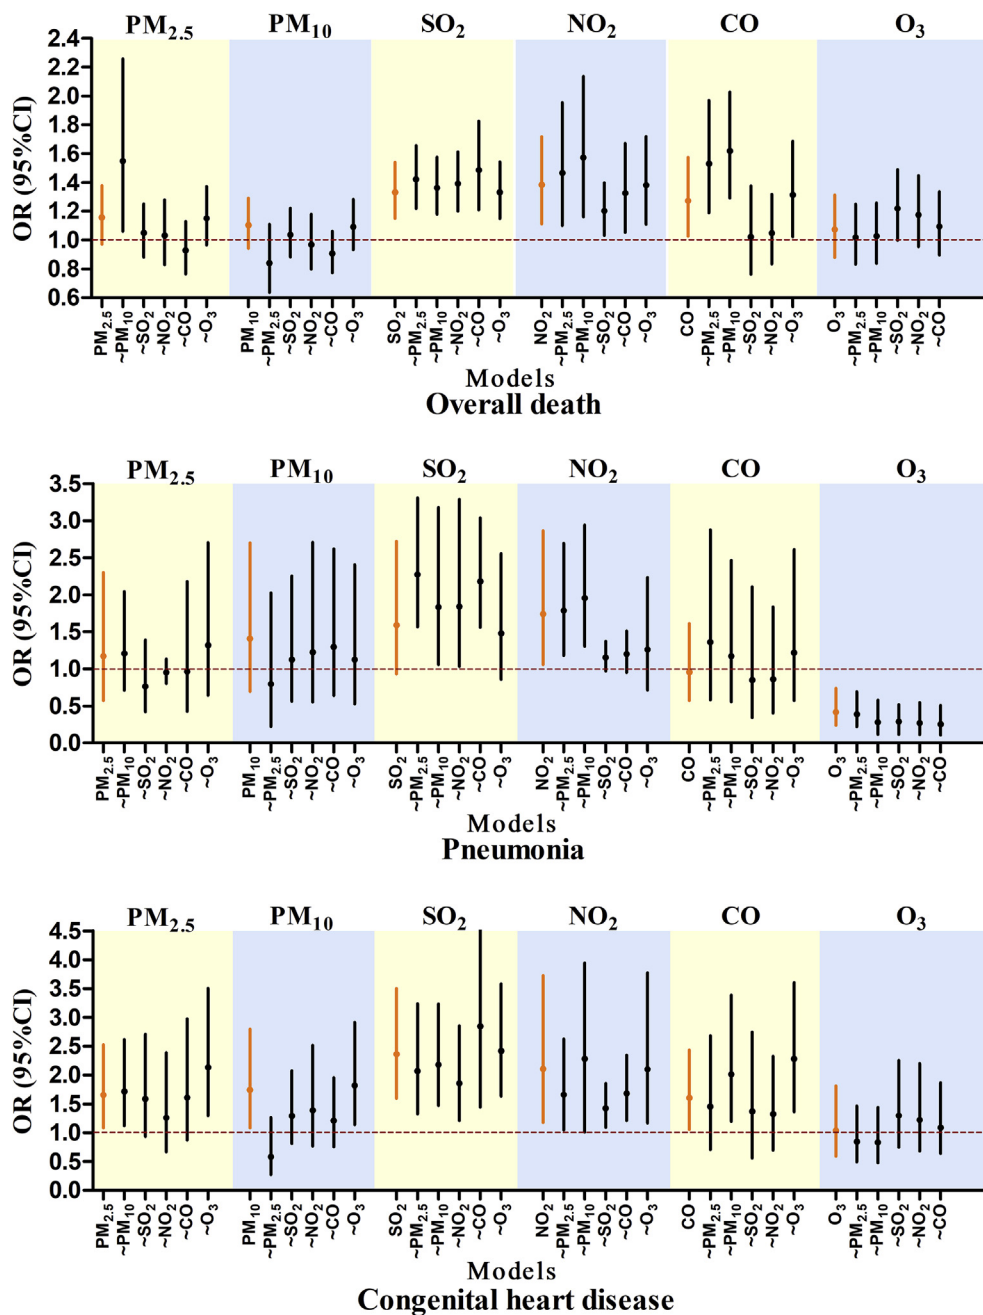 PM2.5 PM10 SO2 NO2 CO O3
OR (95%CI)
2.4
2.2
2.0
1.8
1.6
1.4
1.2
1.0
0.8
0.6
PM2.5 ~PM10 ~SO2 ~NO2 ~CO ~O3 PM10 ~PM2.5 ~SO2 ~NO2 ~CO ~O3 SO2 ~PM2.5 ~PM10 ~NO2 ~CO ~O3 NO2 ~PM2.5 ~PM10 ~SO2 ~CO ~O3 CO ~PM2.5 ~PM10 ~SO2 ~NO2 ~O3 O3 ~PM2.5 ~PM10 ~SO2 ~NO2 ~CO
Models
Overall death
PM2.5 PM10 SO2 NO2 CO O3
OR (95%CI)
3.5
3.0
2.5
2.0
1.5
1.0
0.5
0.0
PM2.5 ~PM10 ~SO2 ~NO2 ~CO ~O3 PM10 ~PM2.5 ~SO2 ~NO2 ~CO ~O3 SO2 ~PM2.5 ~PM10 ~NO2 ~CO ~O3 NO2 ~PM2.5 ~PM10 ~SO2 ~CO ~O3 CO ~PM2.5 ~PM10 ~SO2 ~NO2 ~O3 O3 ~PM2.5 ~PM10 ~SO2 ~NO2 ~CO
Models
Pneumonia
PM2.5 PM10 SO2 NO2 CO O3
OR (95%CI)
4.5
4.0
3.5
3.0
2.5
2.0
1.5
1.0
0.5
0.0
PM2.5 ~PM10 ~SO2 ~NO2 ~CO ~O3 PM10 ~PM2.5 ~SO2 ~NO2 ~CO ~O3 SO2 ~PM2.5 ~PM10 ~NO2 ~CO ~O3 NO2 ~PM2.5 ~PM10 ~SO2 ~CO ~O3 CO ~PM2.5 ~PM10 ~SO2 ~NO2 ~O3 O3 ~PM2.5 ~PM10 ~SO2 ~NO2 ~CO
Models
Congenital heart disease